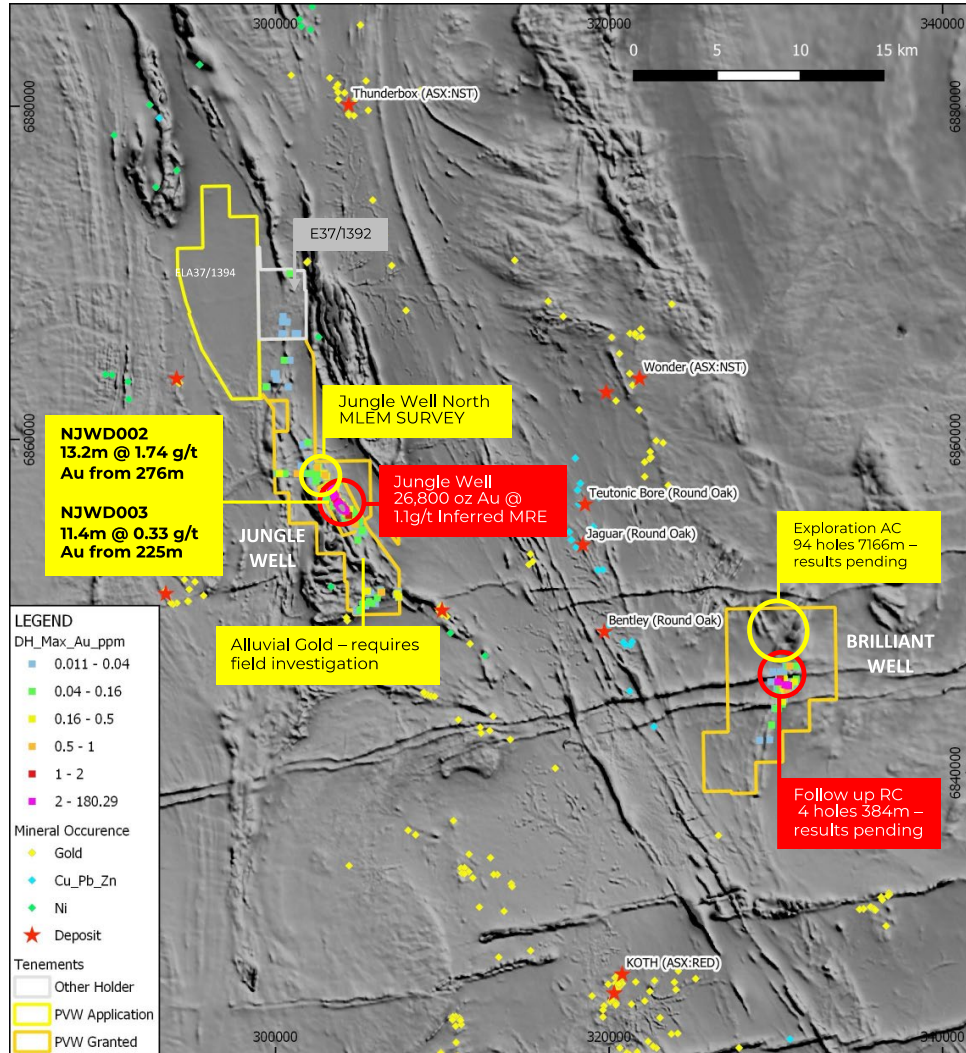 300000
320000
340000
0 5 10 15 km
Thunderbox (ASX:NST)
6880000
6880000
E37/1392
ELA37/1394
Wonder (ASX:NST)
Jungle Well North
MLEM SURVEY
NJWD002
13.2m @ 1.74 g/t
Au from 276m
NJWD003
11.4m @ 0.33 g/t
Au from 225m
6860000
6860000
Jungle Well
26,800 oz Au @
1.1g/t Inferred MRE
Teutonic Bore (Round Oak)
Jaguar (Round Oak)
JUNGLE
WELL
Exploration AC
94 holes 7166m –
results pending
Bentley (Round Oak)
BRILLIANT
WELL
Alluvial Gold – requires
field investigation
6840000
Follow up RC
4 holes 384m –
results pending
LEGEND
DH_Max_Au_ppm
0.011 - 0.04
0.04 - 0.16
0.16 - 0.5
0.5 - 1
1 - 2
2 - 180.29
Mineral Occurence
Gold
Cu_Pb_Zn
Ni
Deposit
Tenements
Other Holder
PVW Application
PVW Granted
KOTH (ASX:RED)
300000
320000
340000